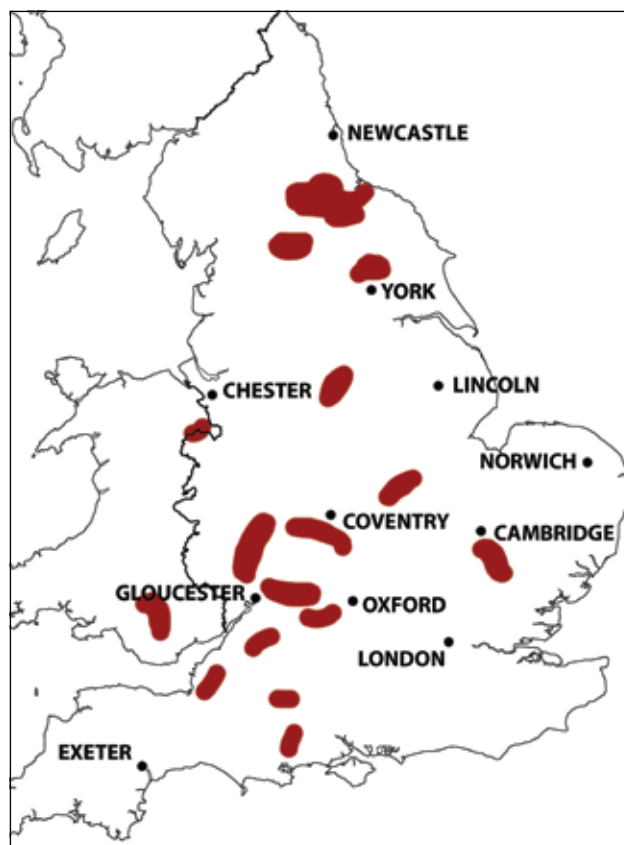 NEWCASTLE
YORK
CHESTER
LINCOLN
NORWICH
COVENTRY
CAMBRIDGE
GLOUCESTER
OXFORD
LONDON
EXETER